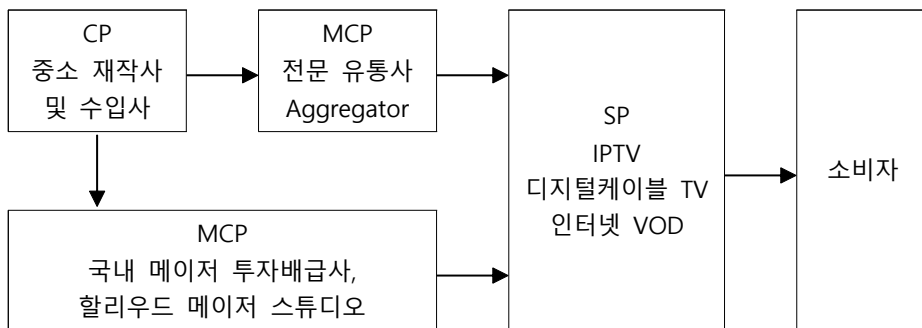 CP
중소 재작사
및 수입사
MCP
전문 유통사
Aggregator
MCP
국내 메이저 투자배급사,
할리우드 메이저 스튜디오
SP
IPTV
디지털케이블 TV
인터넷 VOD
소비자